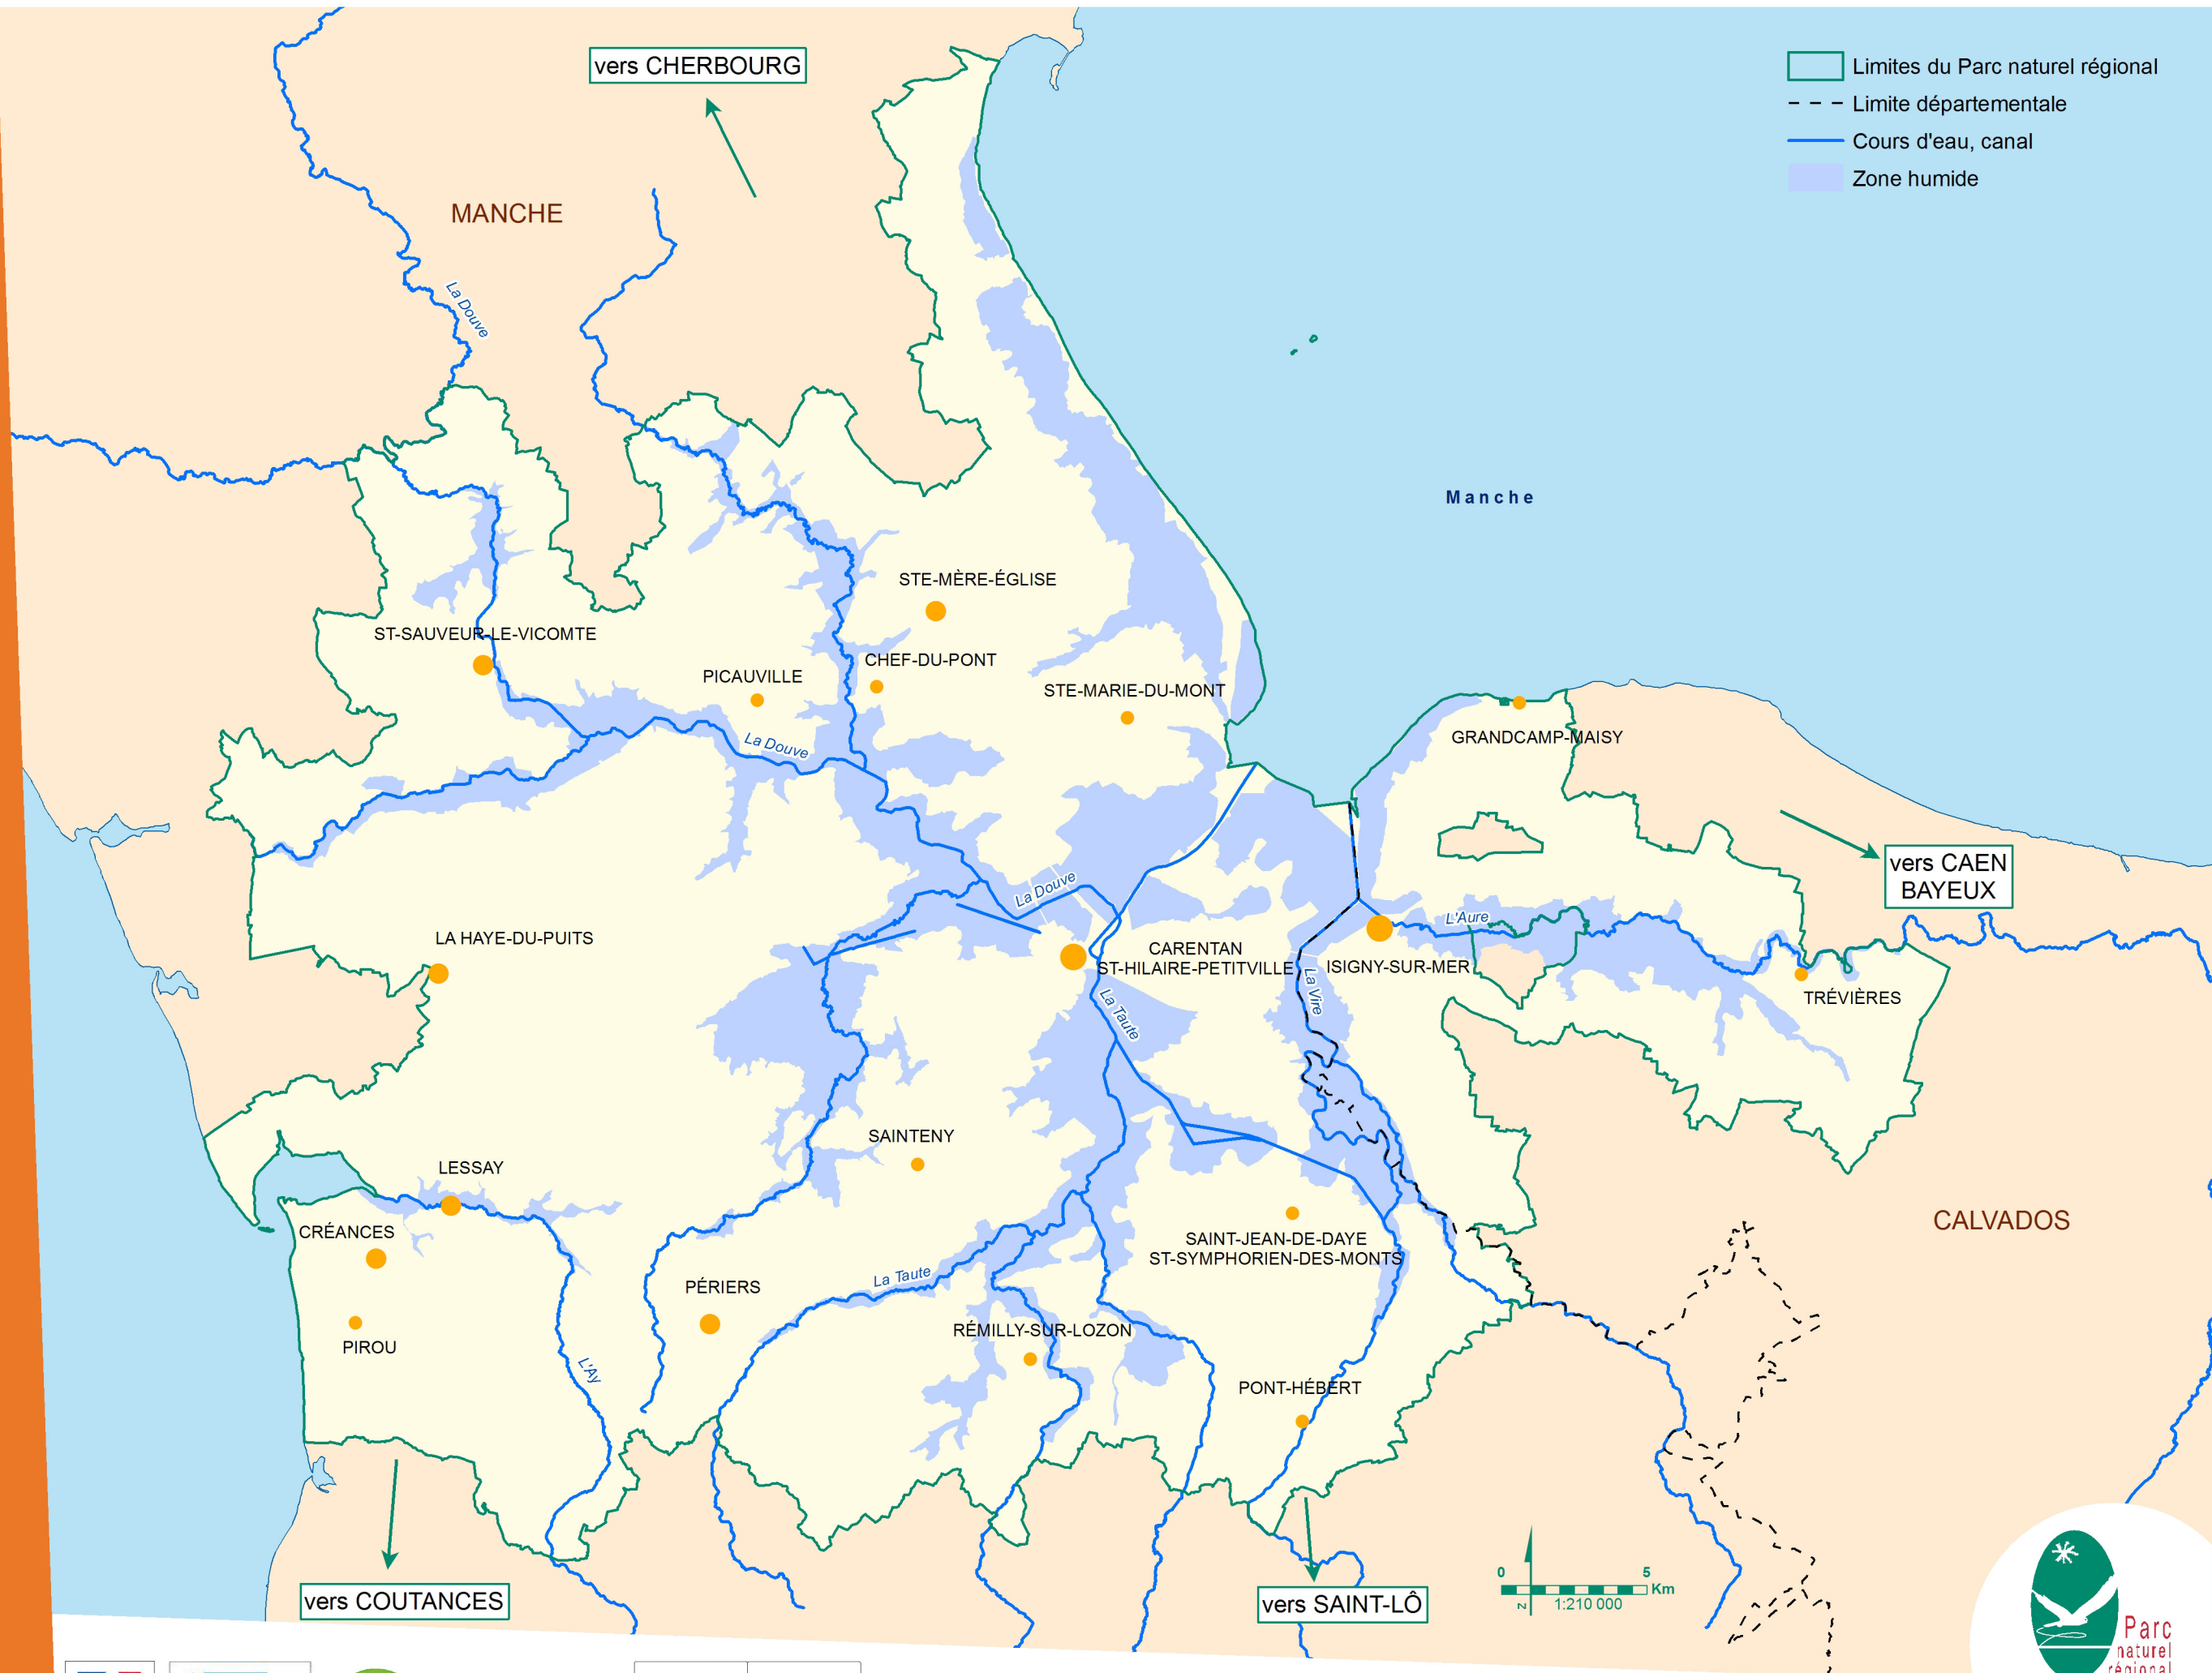 vers CHERBOURG
Limites du Parc naturel régional
Limite départementale
Cours d'eau, canal
Zone humide
MANCHE
La Douve
Manche
STE-MÈRE-ÉGLISE
ST-SAUVEUR-LE-VICOMTE
CHEF-DU-PONT
PICAUVILLE
STE-MARIE-DU-MONT
La Douve
GRANDCAMP-MAISY
vers CAEN
BAYEUX
La Douve
L'Aure
LA HAYE-DU-PUITS
CARENTAN
ST-HILAIRE-PETITVILLE
ISIGNY-SUR-MER
La Vire
La Taute
TRÉVIÈRES
SAINTENY
LESSAY
CRÉANCES
CALVADOS
SAINT-JEAN-DE-DAYE
ST-SYMPHORIEN-DES-MONTS
La Taute
PÉRIERS
RÉMILLY-SUR-LOZON
PIROU
L'Ay
PONT-HÉBERT
0 5
Km
N
1:210 000
vers COUTANCES
vers SAINT-LÔ
Parc
naturel
régional